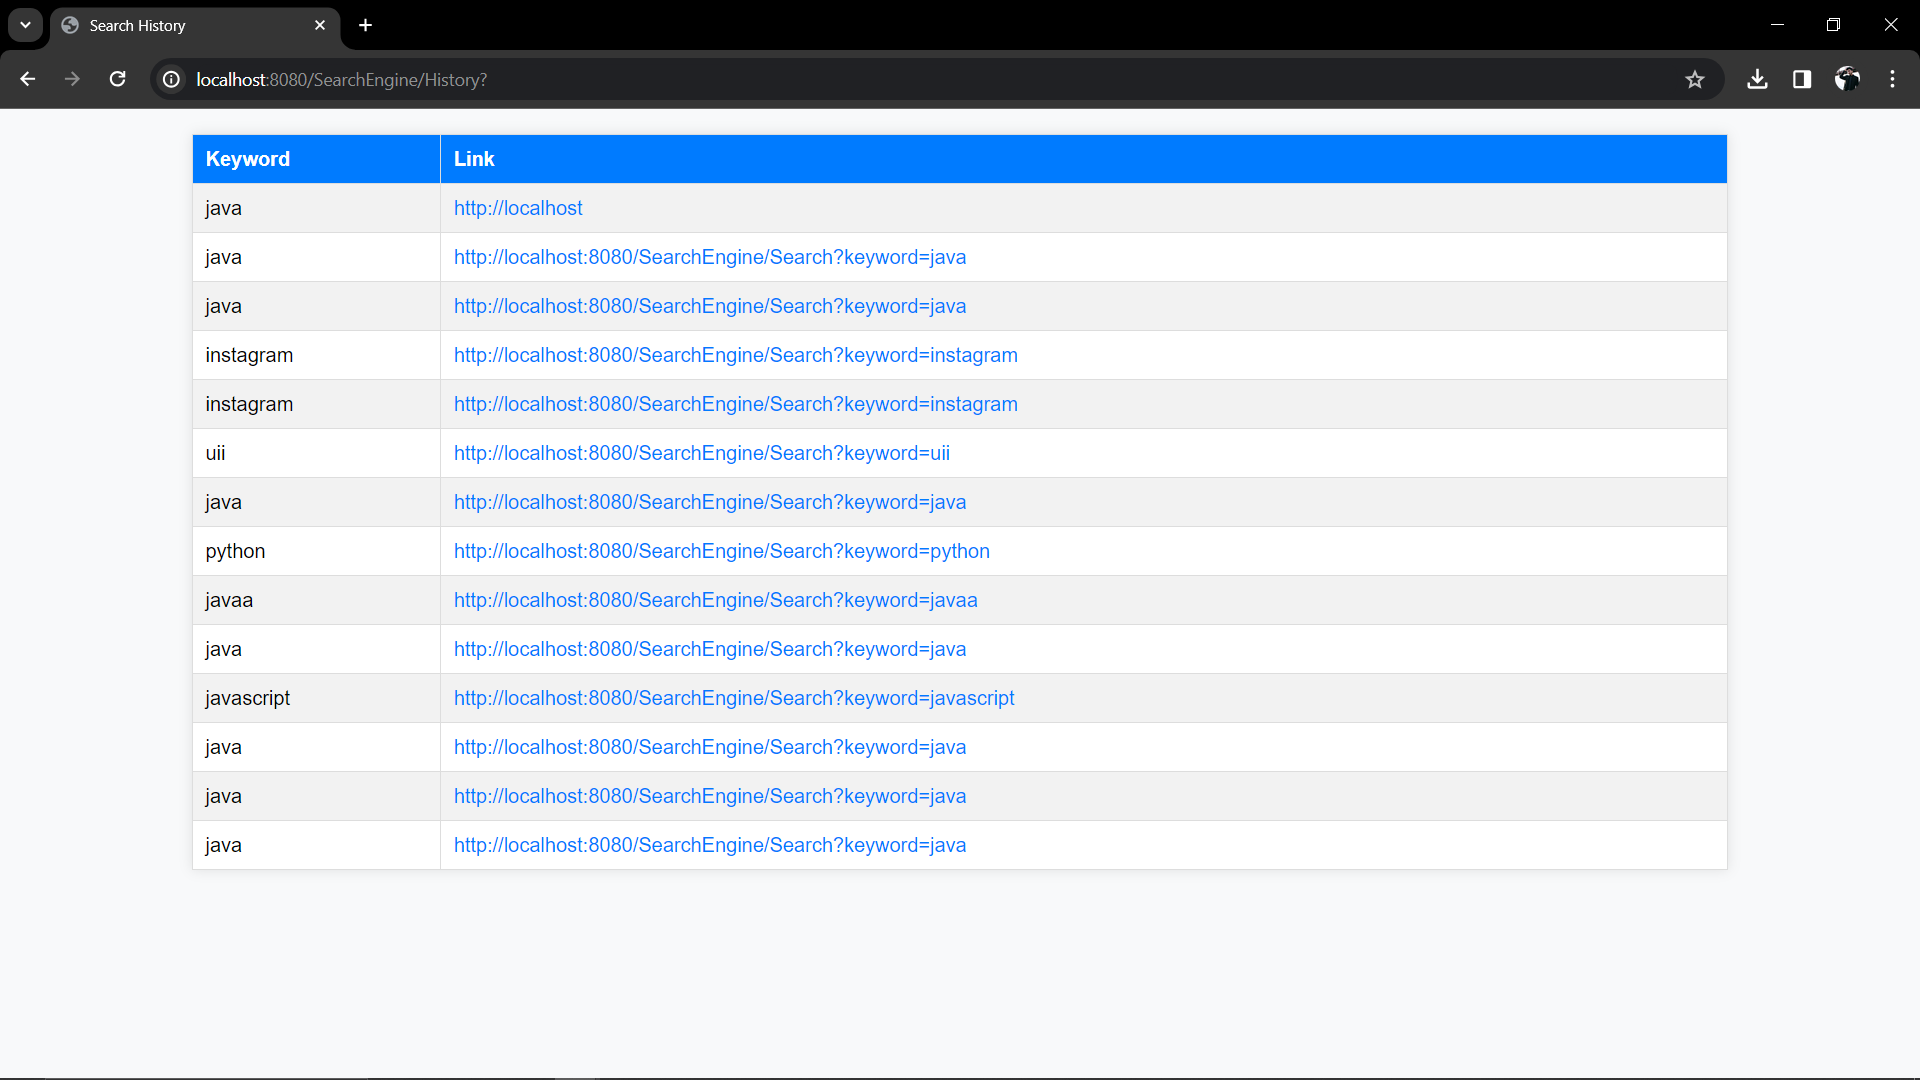 Search History
localhost:8080/SearchEngine/History?
Keyword Link
java http://localhost
java http://localhost:8080/SearchEngine/Search?keyword=java
java http://localhost:8080/SearchEngine/Search?keyword=java
instagram http://localhost:8080/SearchEngine/Search?keyword=instagram
instagram http://localhost:8080/SearchEngine/Search?keyword=instagram
uii http://localhost:8080/SearchEngine/Search?keyword=uii
java http://localhost:8080/SearchEngine/Search?keyword=java
python http://localhost:8080/SearchEngine/Search?keyword=python
javaa http://localhost:8080/SearchEngine/Search?keyword=javaa
java http://localhost:8080/SearchEngine/Search?keyword=java
javascript http://localhost:8080/SearchEngine/Search?keyword=javascript
java http://localhost:8080/SearchEngine/Search?keyword=java
java http://localhost:8080/SearchEngine/Search?keyword=java
java http://localhost:8080/SearchEngine/Search?keyword=java